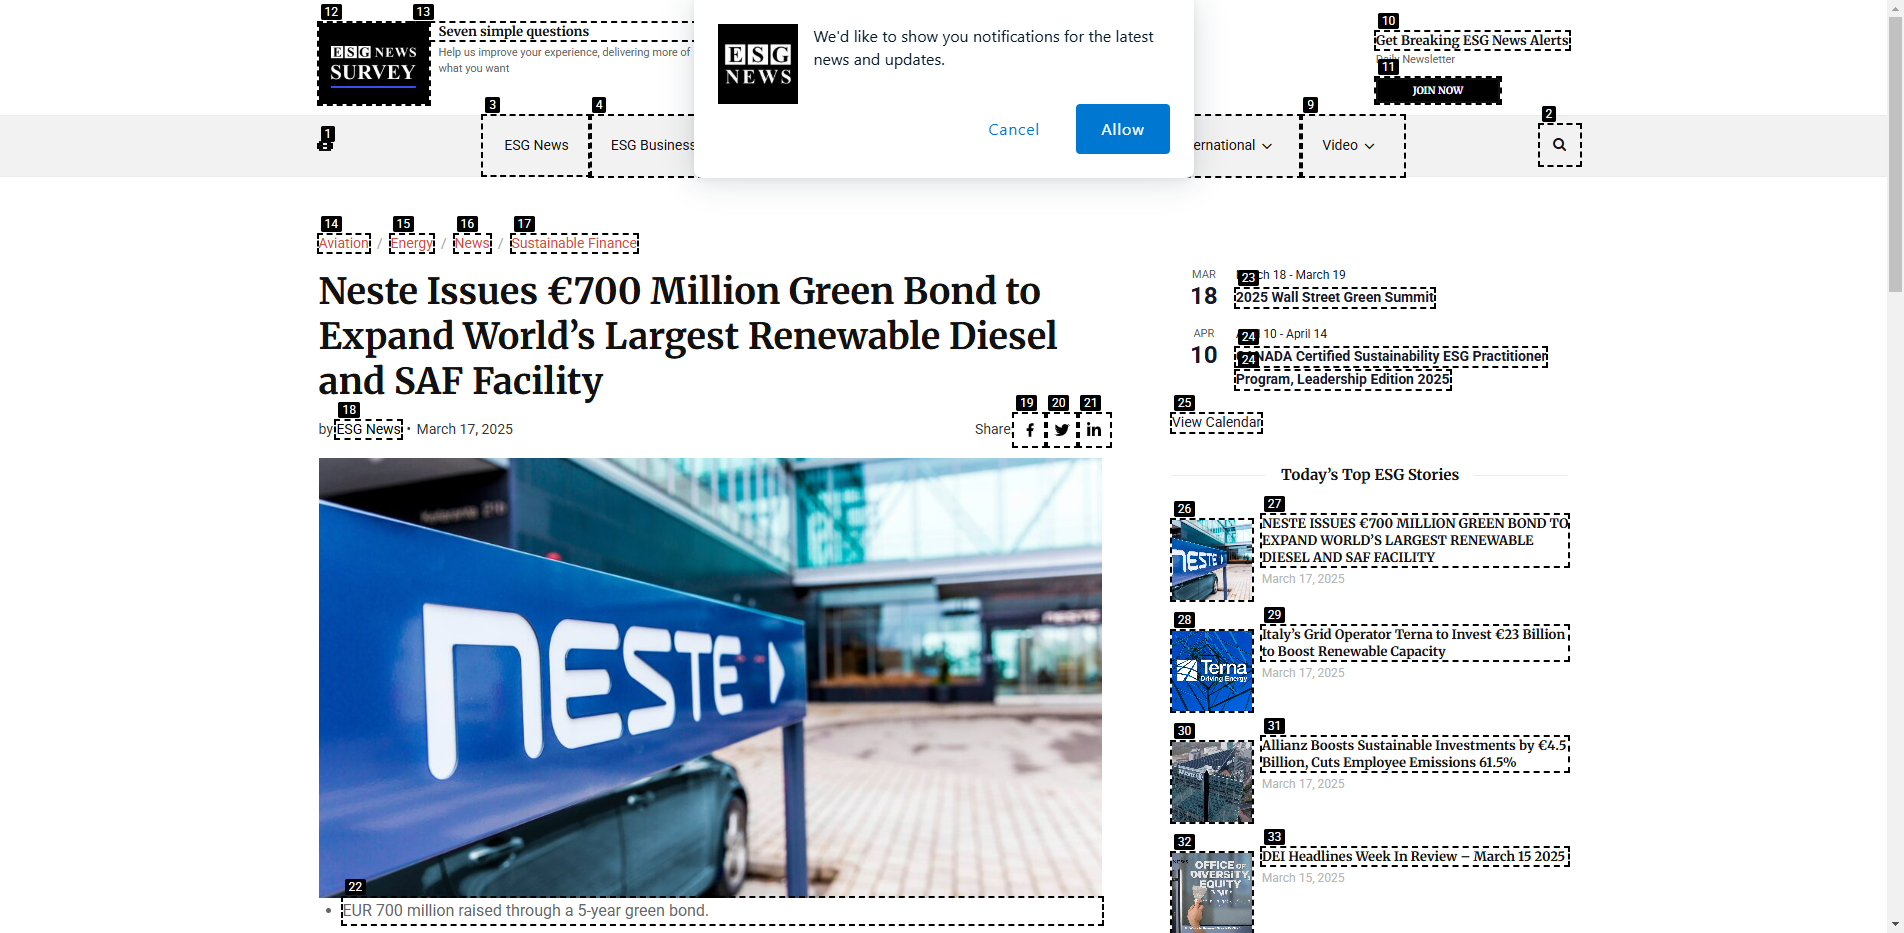 12
13
ESG NEWS
SURVEY
Seven simple questions
Help us improve your experience, delivering more of
what you want
ESG
NEWS
We'd like to show you notifications for the latest
news and updates.
Cancel
Allow
10
Get Breaking ESG News Alerts
Newsletter
11
JOIN NOW
1
3
ESG News
4
ESG Business
ernational
9
Video
2
14
Aviation
/
15
Energy
/
16
News
/
17
Sustainable Finance
Neste Issues €700 Million Green Bond to
Expand World’s Largest Renewable Diesel
and SAF Facility
18
by ESG News • March 17, 2025
Share
19
20
21
NESTE
22
• EUR 700 million raised through a 5-year green bond.
MAR
18
23
ch 18 - March 19
2025 Wall Street Green Summit
APR
10
24
10 - April 14
24
NADA Certified Sustainability ESG Practitioner
Program, Leadership Edition 2025
25
View Calendar
Today’s Top ESG Stories
26
NESTE
27
NESTE ISSUES €700 MILLION GREEN BOND TO
EXPAND WORLD’S LARGEST RENEWABLE
DIESEL AND SAF FACILITY
March 17, 2025
28
Terna
Driving Energy
29
Italy’s Grid Operator Terna to Invest €23 Billion
to Boost Renewable Capacity
March 17, 2025
30
31
Allianz Boosts Sustainable Investments by €4.5
Billion, Cuts Employee Emissions 61.5%
March 17, 2025
32
OFFICE OF
DIVERSITY,
EQUITY
33
DEI Headlines Week In Review – March 15 2025
March 15, 2025